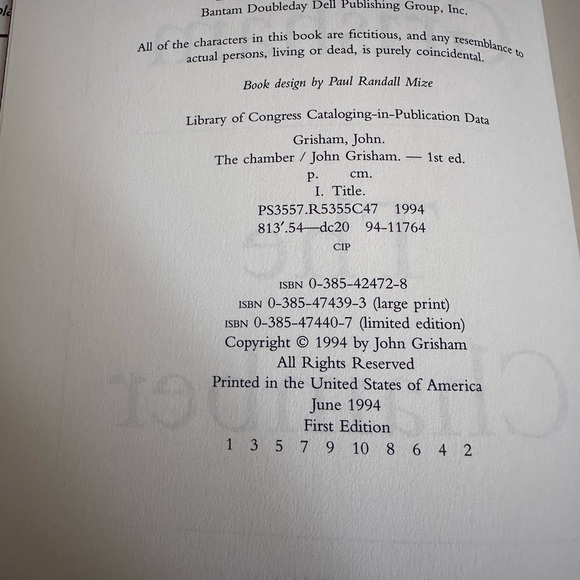 Bantam Doubleday Dell Publishing Group, Inc.
All of the characters in this book are fictitious, and any resemblance to
actual persons, living or dead, is purely coincidental.
Book design by Paul Randall Mize
Library of Congress Cataloging-in-Publication Data
Grisham, John.
The chamber / John Grisham. — 1st ed.
p. cm.
I. Title.
PS3557.R5355C47 1994
813′.54—dc20 94-11764
CIP
ISBN 0-385-42472-8
ISBN 0-385-47439-3 (large print)
ISBN 0-385-47440-7 (limited edition)
Copyright © 1994 by John Grisham
All Rights Reserved
Printed in the United States of America
June 1994
First Edition
1 3 5 7 9 10 8 6 4 2